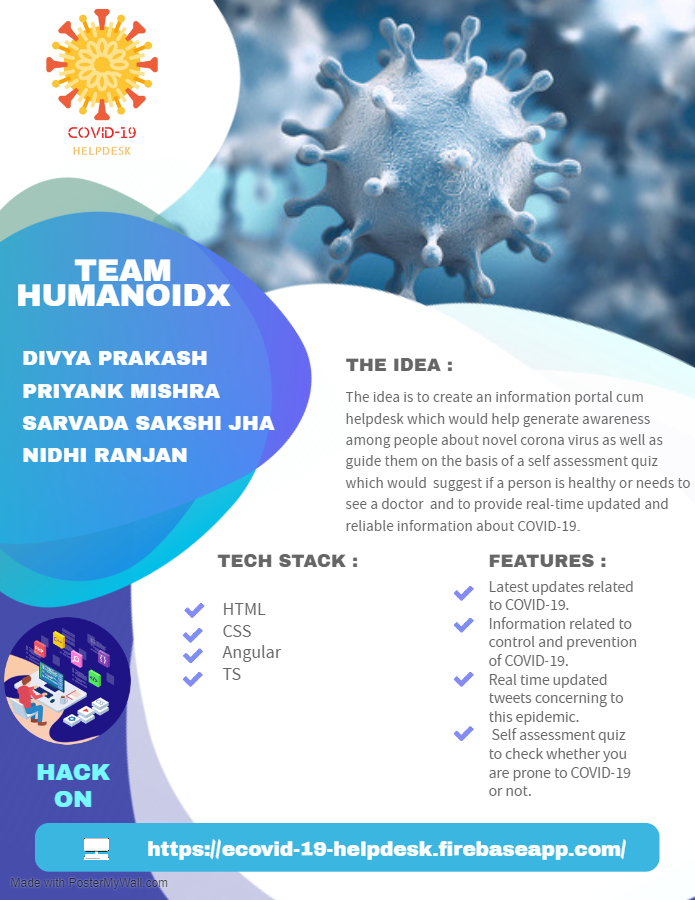 COVID-19
HELPDESK
TEAM
HUMANOIDX
DIVYA PRAKASH
PRIYANK MISHRA
SARVADA SAKSHI JHA
NIDHI RANJAN
THE IDEA :
The idea is to create an information portal cum
helpdesk which would help generate awareness
among people about novel corona virus as well as
guide them on the basis of a self assessment quiz
which would suggest if a person is healthy or needs to
see a doctor and to provide real-time updated and
reliable information about COVID-19.
TECH STACK :
HTML
CSS
Angular
TS
FEATURES :
Latest updates related
to COVID-19.
Information related to
control and prevention
of COVID-19.
Real time updated
tweets concerning to
this epidemic.
Self assessment quiz
to check whether you
are prone to COVID-19
or not.
HACK
ON
https://ecovid-19-helpdesk.firebaseapp.com/
Made with PosterMyWall.com